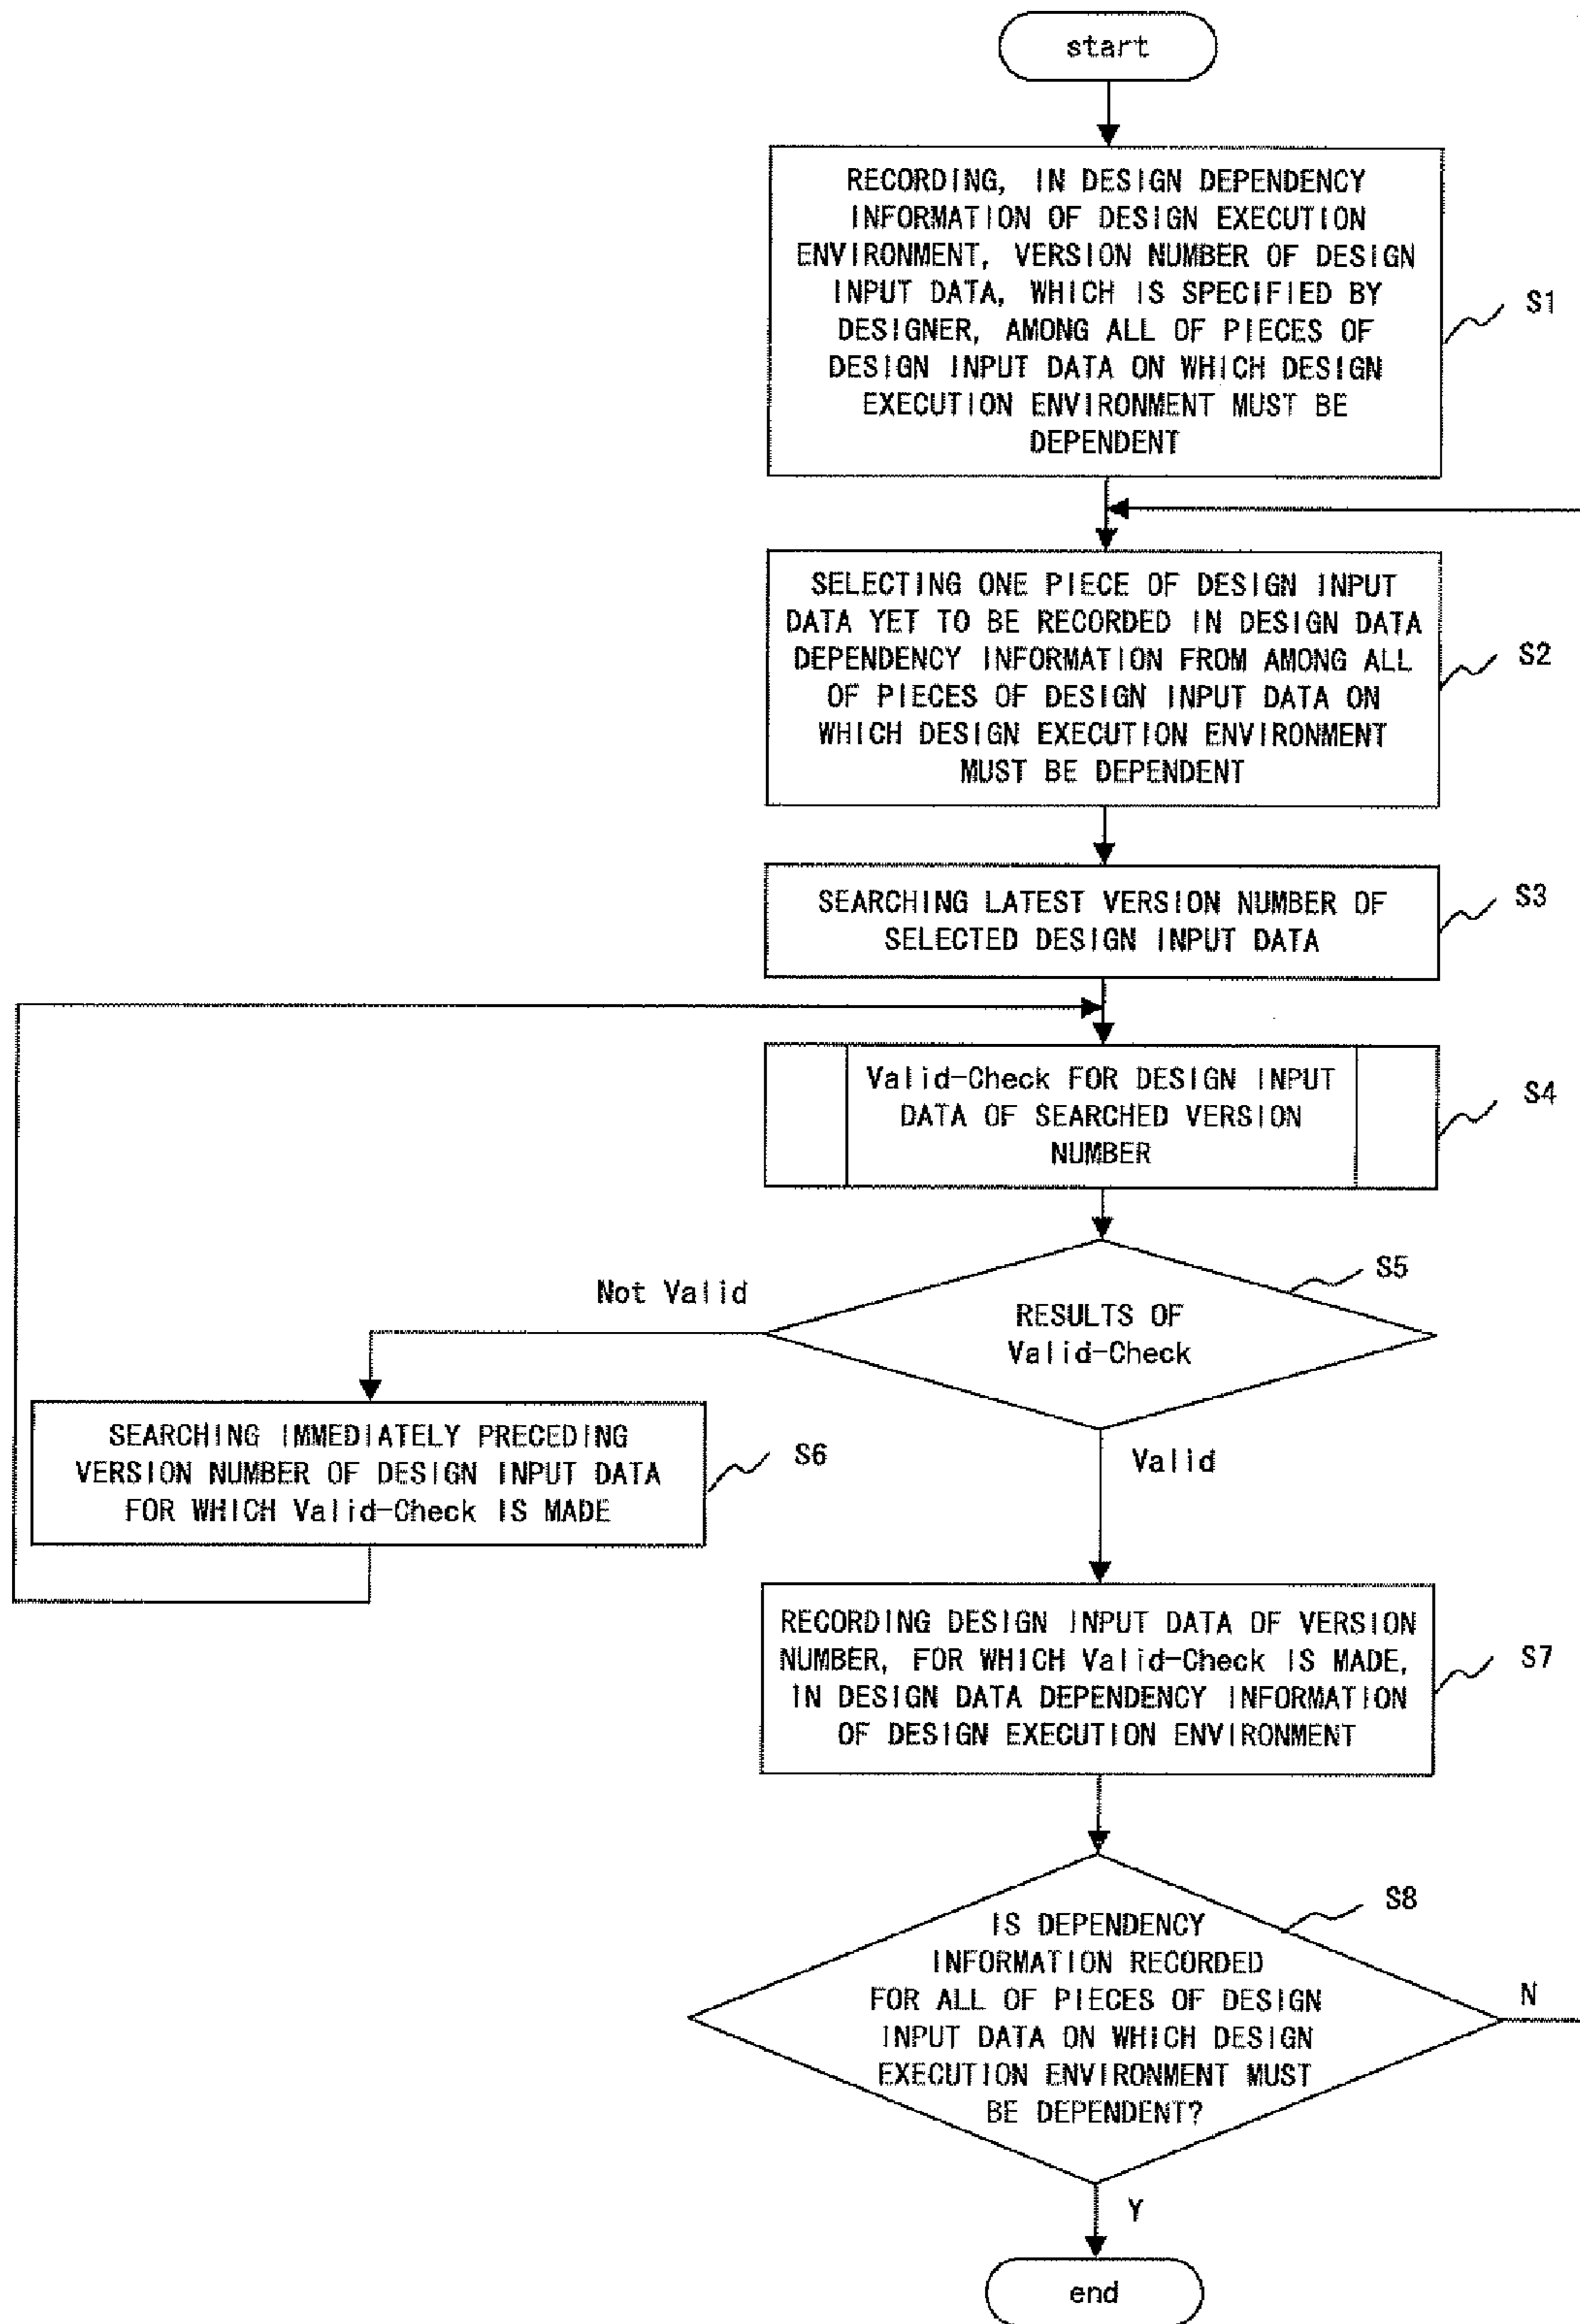 start
RECORDING, IN DESIGN DEPENDENCY
INFORMATION OF DESIGN EXECUTION
ENVIRONMENT, VERSION NUMBER OF DESIGN
INPUT DATA, WHICH IS SPECIFIED BY
DESIGNER, AMONG ALL OF PIECES OF
DESIGN INPUT DATA ON WHICH DESIGN
EXECUTION ENVIRONMENT MUST BE
DEPENDENT
S1
SELECTING ONE PIECE OF DESIGN INPUT
DATA YET TO BE RECORDED IN DESIGN DATA
DEPENDENCY INFORMATION FROM AMONG ALL
OF PIECES OF DESIGN INPUT DATA ON
WHICH DESIGN EXECUTION ENVIRONMENT
MUST BE DEPENDENT
S2
SEARCHING LATEST VERSION NUMBER OF
SELECTED DESIGN INPUT DATA
S3
Valid-Check FOR DESIGN INPUT
DATA OF SEARCHED VERSION
NUMBER
S4
Not Valid
RESULTS OF
Valid-Check
S5
SEARCHING IMMEDIATELY PRECEDING
VERSION NUMBER OF DESIGN INPUT DATA
FOR WHICH Valid-Check IS MADE
S6
Valid
RECORDING DESIGN INPUT DATA OF VERSION
NUMBER, FOR WHICH Valid-Check IS MADE,
IN DESIGN DATA DEPENDENCY INFORMATION
OF DESIGN EXECUTION ENVIRONMENT
S7
IS DEPENDENCY
INFORMATION RECORDED
FOR ALL OF PIECES OF DESIGN
INPUT DATA ON WHICH DESIGN
EXECUTION ENVIRONMENT MUST
BE DEPENDENT?
S8
N
Y
end